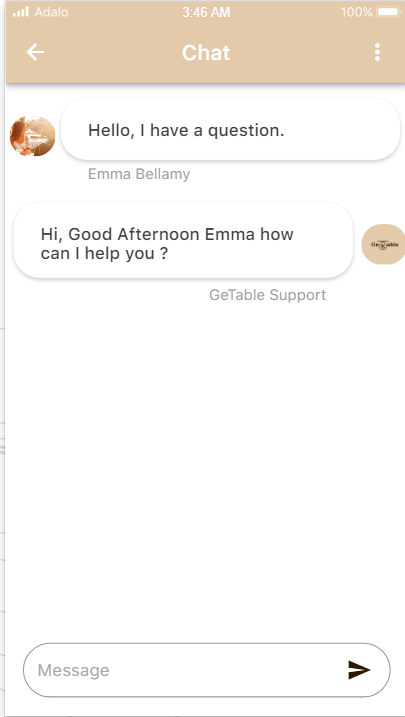 Adalo 3:46 AM 100%
Chat
Hello, I have a question.
Emma Bellamy
Hi, Good Afternoon Emma how
can I help you ?
GeTable
GeTable Support
Message